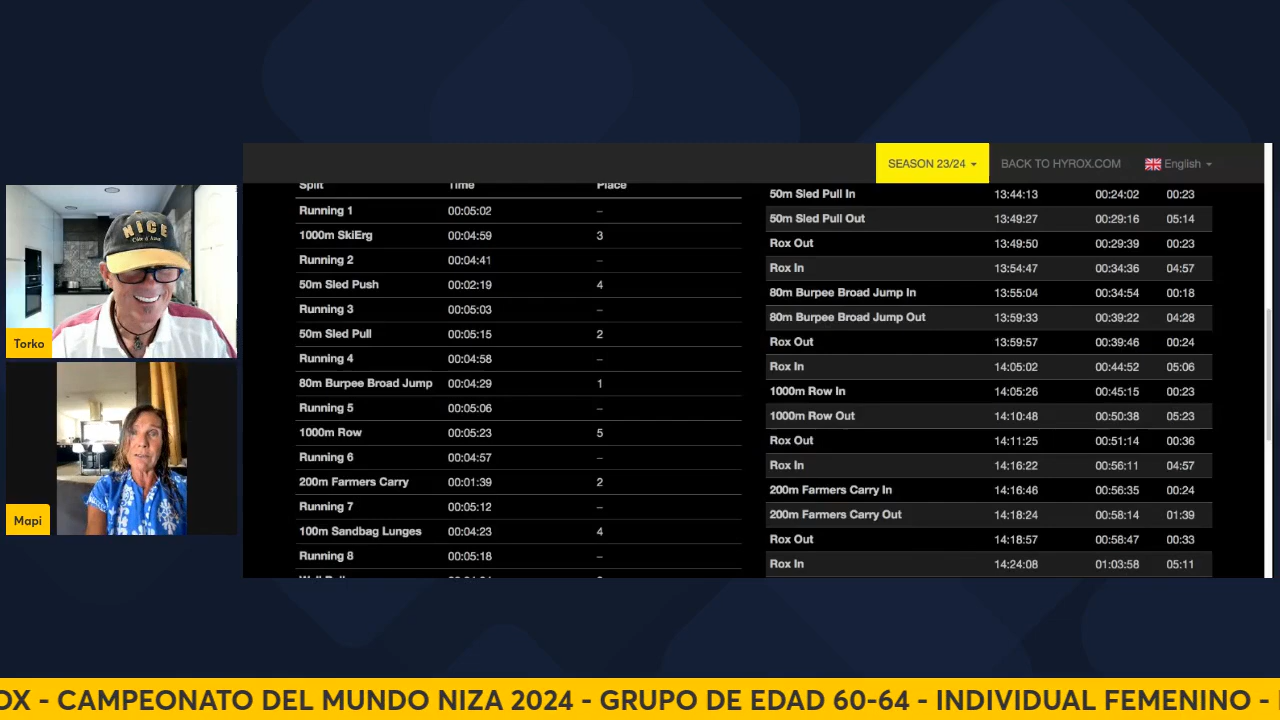 SEASON 23/24
BACK TO HYROX.COM
English
Split Time Place
Running 1 00:05:02 –
1000m SkiErg 00:04:59 3
Running 2 00:04:41 –
50m Sled Push 00:02:19 4
Running 3 00:05:03 –
50m Sled Pull 00:05:15 2
Running 4 00:04:58 –
80m Burpee Broad Jump 00:04:29 1
Running 5 00:05:06 –
1000m Row 00:05:23 5
Running 6 00:04:57 –
200m Farmers Carry 00:01:39 2
Running 7 00:05:12 –
100m Sandbag Lunges 00:04:23 4
Running 8 00:05:18 –
50m Sled Pull In 13:44:13 00:24:02 00:23
50m Sled Pull Out 13:49:27 00:29:16 05:14
Rox Out 13:49:50 00:29:39 00:23
Rox In 13:54:47 00:34:36 04:57
80m Burpee Broad Jump In 13:55:04 00:34:54 00:18
80m Burpee Broad Jump Out 13:59:33 00:39:22 04:28
Rox Out 13:59:57 00:39:46 00:24
Rox In 14:05:02 00:44:52 05:06
1000m Row In 14:05:26 00:45:15 00:23
1000m Row Out 14:10:48 00:50:38 05:23
Rox Out 14:11:25 00:51:14 00:36
Rox In 14:16:22 00:56:11 04:57
200m Farmers Carry In 14:16:46 00:56:35 00:24
200m Farmers Carry Out 14:18:24 00:58:14 01:39
Rox Out 14:18:57 00:58:47 00:33
Rox In 14:24:08 01:03:58 05:11
NICE
Torko
Mapi
OX - CAMPEONATO DEL MUNDO NIZA 2024 - GRUPO DE EDAD 60-64 - INDIVIDUAL FEMENINO -